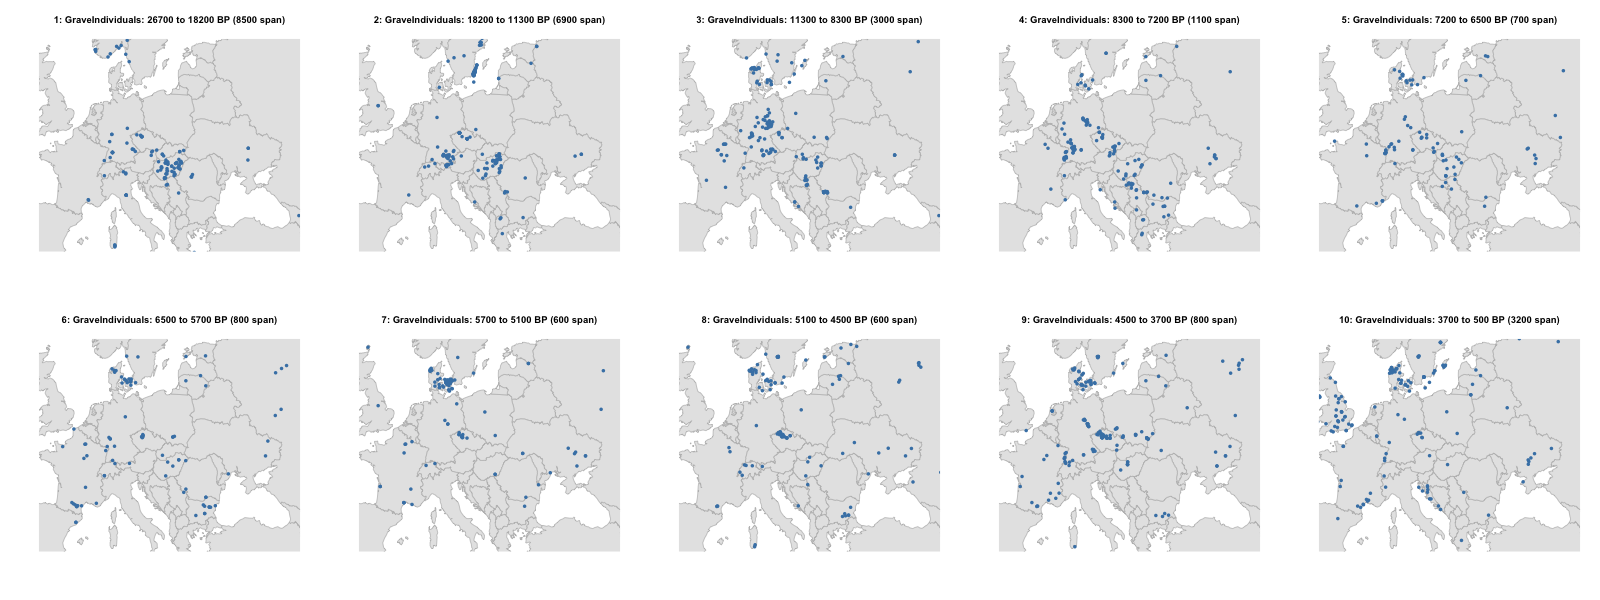 1: GraveIndividuals: 26700 to 18200 BP (8500 span)
2: GraveIndividuals: 18200 to 11300 BP (6900 span)
3: GraveIndividuals: 11300 to 8300 BP (3000 span)
4: GraveIndividuals: 8300 to 7200 BP (1100 span)
5: GraveIndividuals: 7200 to 6500 BP (700 span)
6: GraveIndividuals: 6500 to 5700 BP (800 span)
7: GraveIndividuals: 5700 to 5100 BP (600 span)
8: GraveIndividuals: 5100 to 4500 BP (600 span)
9: GraveIndividuals: 4500 to 3700 BP (800 span)
10: GraveIndividuals: 3700 to 500 BP (3200 span)